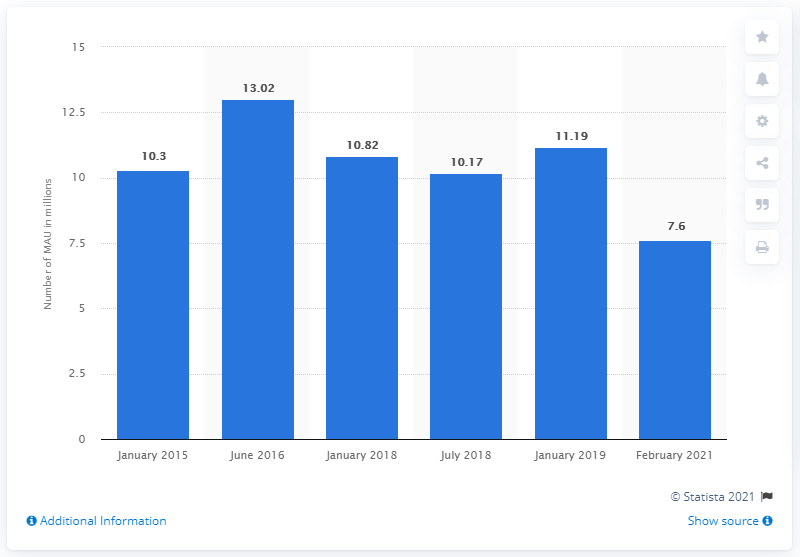 15
12.5
10
7.5
5
2.5
0
Number of MAU in millions
10.3
13.02
10.82
10.17
11.19
7.6
January 2015
June 2016
January 2018
July 2018
January 2019
February 2021
© Statista 2021
Additional Information
Show source